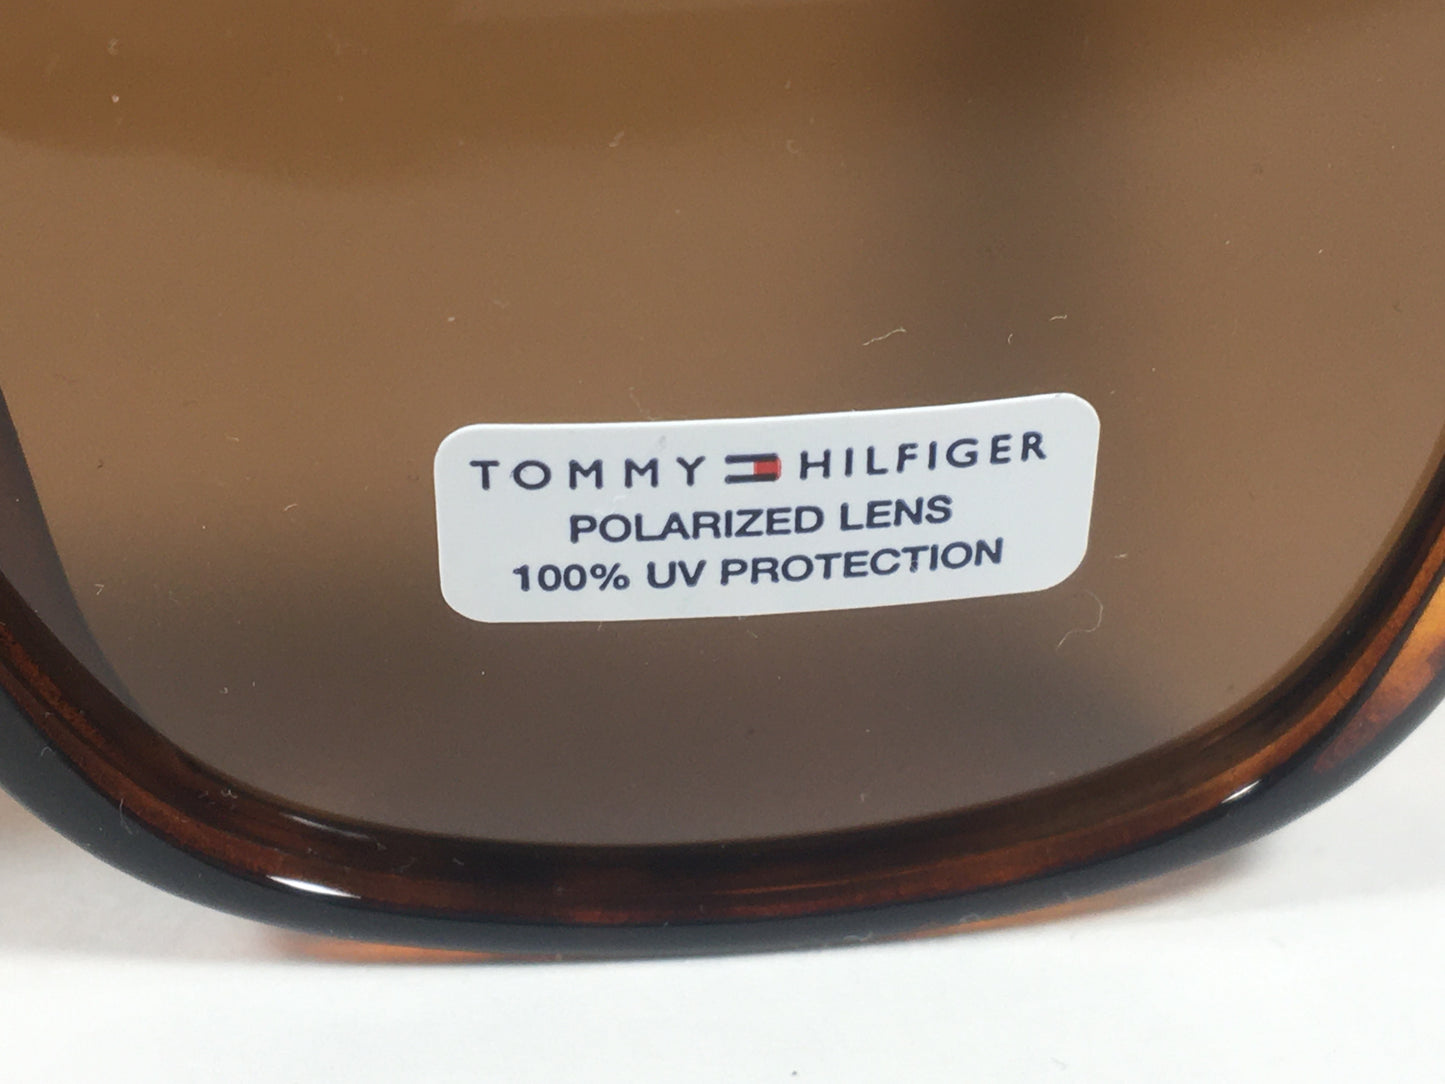 TOMMY HILFIGER
POLARIZED LENS
100% UV PROTECTION